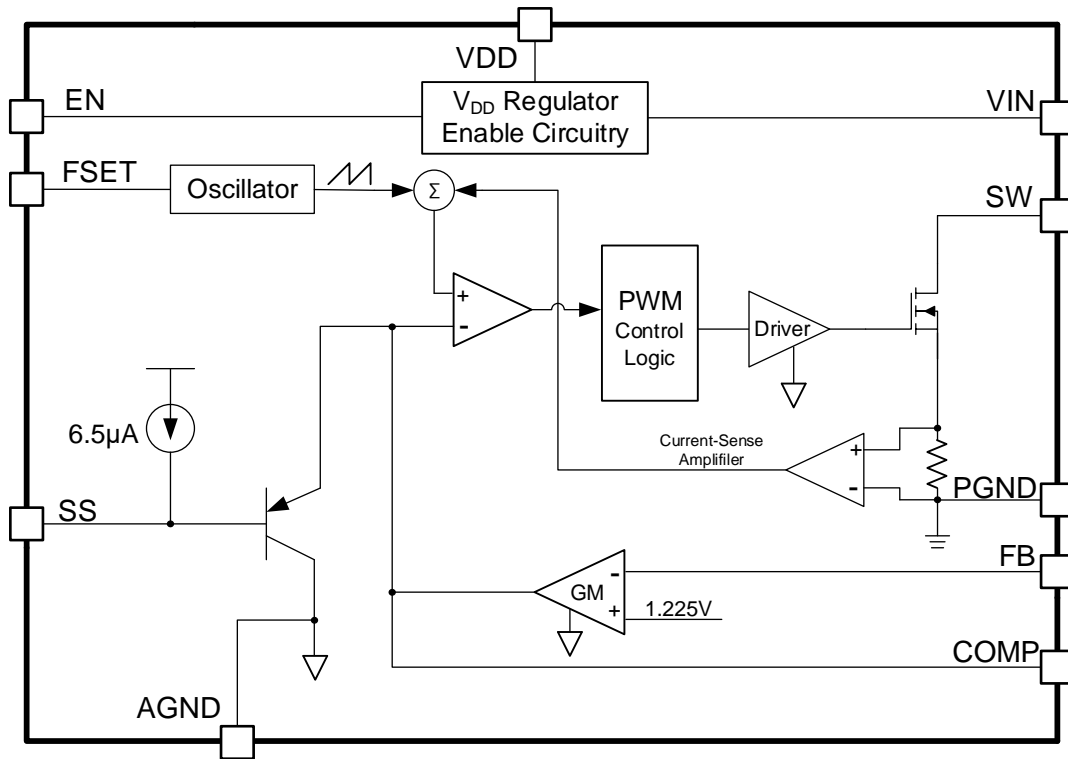 VDD
EN
V_DD Regulator
Enable Circuitry
VIN
FSET
Oscillator
Σ
SW
+
-
PWM
Control
Logic
Driver
6.5µA
Current-Sense
Amplifiler
+
-
PGND
SS
FB
-
GM
+
1.225V
COMP
AGND